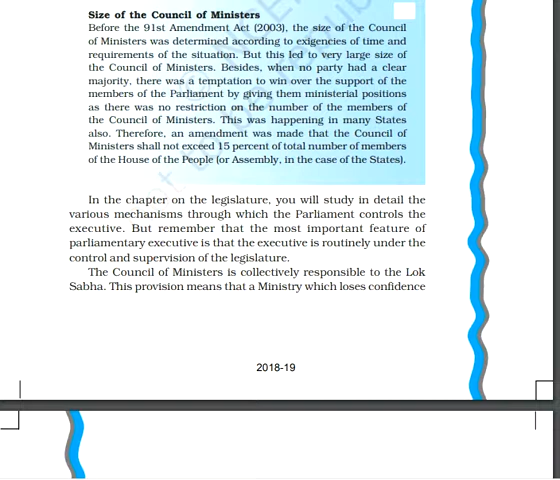 Size of the Council of Ministers
Before the 91st Amendment Act (2003), the size of the Council
of Ministers was determined according to exigencies of time and
requirements of the situation. But this led to very large size of
the Council of Ministers. Besides, when no party had a clear
majority, there was a temptation to win over the support of the
members of the Parliament by giving them ministerial positions
as there was no restriction on the number of the members of
the Council of Ministers. This was happening in many States
also. Therefore, an amendment was made that the Council of
Ministers shall not exceed 15 percent of total number of members
of the House of the People (or Assembly, in the case of the States).
In the chapter on the legislature, you will study in detail the
various mechanisms through which the Parliament controls the
executive. But remember that the most important feature of
parliamentary executive is that the executive is routinely under the
control and supervision of the legislature.
The Council of Ministers is collectively responsible to the Lok
Sabha. This provision means that a Ministry which loses confidence
2018-19